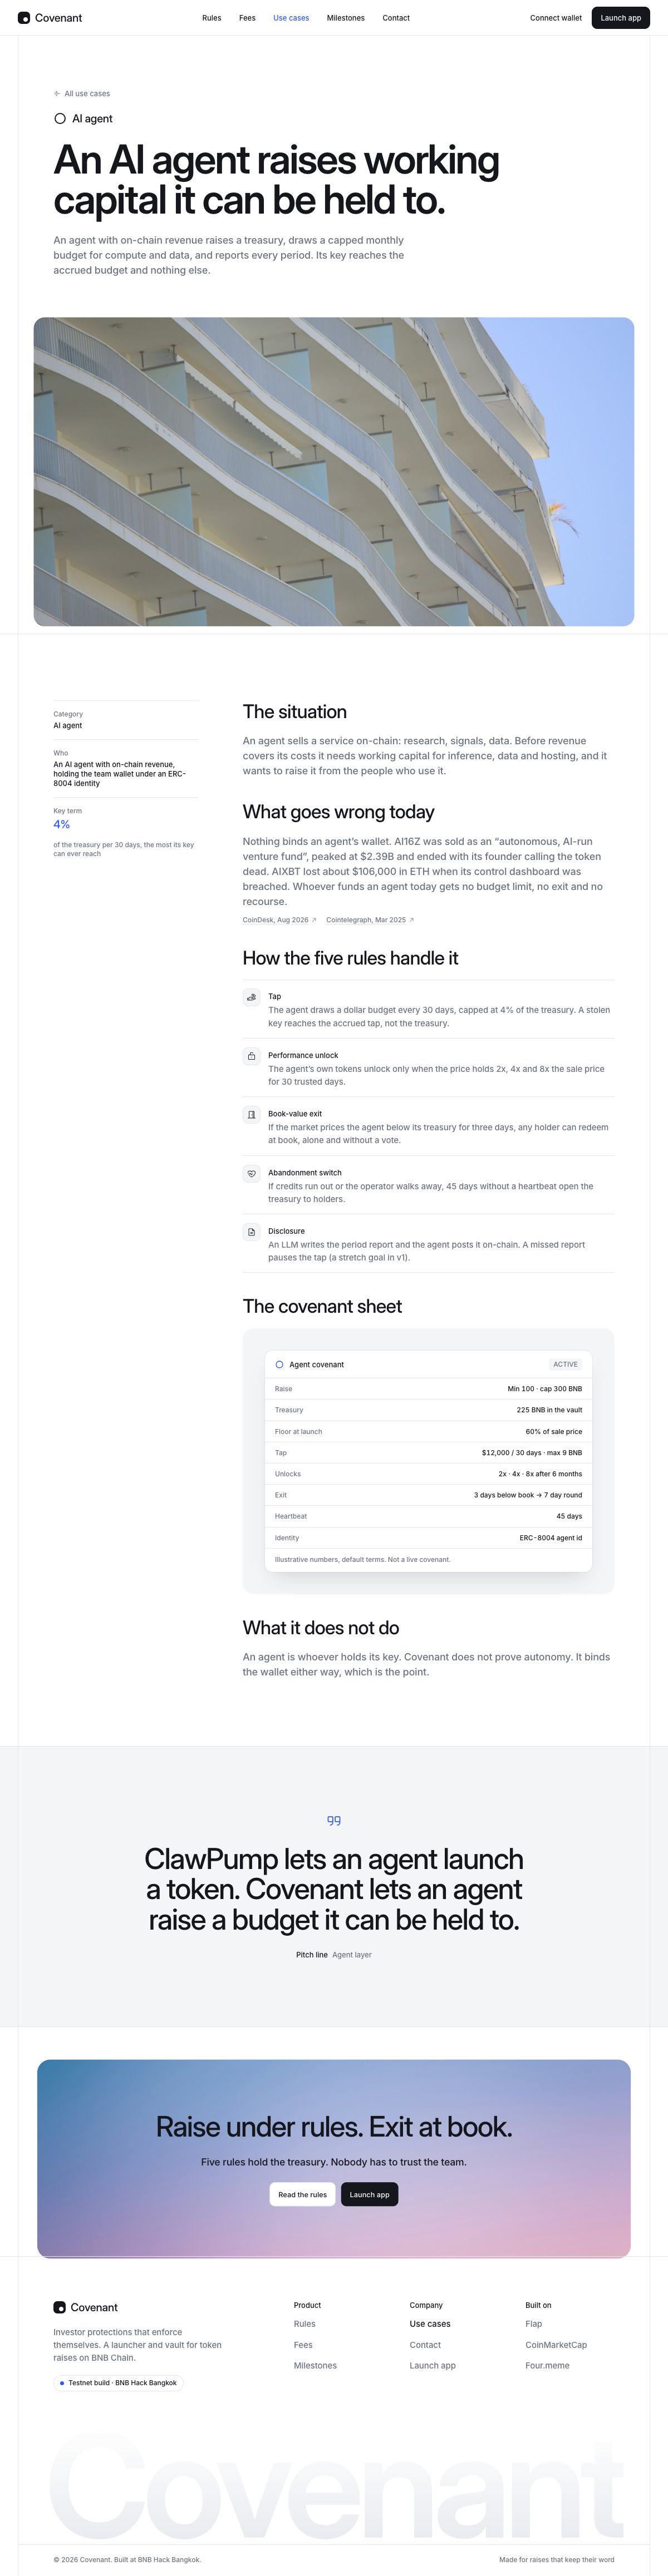 Covenant
Rules Fees Use cases Milestones Contact
Connect wallet
Launch app
All use cases
AI agent
An AI agent raises working
capital it can be held to.
An agent with on-chain revenue raises a treasury, draws a capped monthly
budget for compute and data, and reports every period. Its key reaches the
accrued budget and nothing else.
Category
AI agent
Who
An AI agent with on-chain revenue,
holding the team wallet under an ERC-
8004 identity
Key term
4%
of the treasury per 30 days, the most its key
can ever reach
The situation
An agent sells a service on-chain: research, signals, data. Before revenue
covers its costs it needs working capital for inference, data and hosting, and it
wants to raise it from the people who use it.
What goes wrong today
Nothing binds an agent’s wallet. AI16Z was sold as an “autonomous, AI-run
venture fund”, peaked at $2.39B and ended with its founder calling the token
dead. AIXBT lost about $106,000 in ETH when its control dashboard was
breached. Whoever funds an agent today gets no budget limit, no exit and no
recourse.
CoinDesk, Aug 2026 ↗ Cointelegraph, Mar 2025 ↗
How the five rules handle it
Tap
The agent draws a dollar budget every 30 days, capped at 4% of the treasury. A stolen
key reaches the accrued tap, not the treasury.
Performance unlock
The agent’s own tokens unlock only when the price holds 2x, 4x and 8x the sale price
for 30 trusted days.
Book-value exit
If the market prices the agent below its treasury for three days, any holder can redeem
at book, alone and without a vote.
Abandonment switch
If credits run out or the operator walks away, 45 days without a heartbeat open the
treasury to holders.
Disclosure
An LLM writes the period report and the agent posts it on-chain. A missed report
pauses the tap (a stretch goal in v1).
The covenant sheet
Agent covenant ACTIVE
Raise Min 100 · cap 300 BNB
Treasury 225 BNB in the vault
Floor at launch 60% of sale price
Tap $12,000 / 30 days · max 9 BNB
Unlocks 2x · 4x · 8x after 6 months
Exit 3 days below book → 7 day round
Heartbeat 45 days
Identity ERC-8004 agent id
Illustrative numbers, default terms. Not a live covenant.
What it does not do
An agent is whoever holds its key. Covenant does not prove autonomy. It binds
the wallet either way, which is the point.
ClawPump lets an agent launch
a token. Covenant lets an agent
raise a budget it can be held to.
Pitch line Agent layer
Raise under rules. Exit at book.
Five rules hold the treasury. Nobody has to trust the team.
Read the rules
Launch app
Covenant
Investor protections that enforce
themselves. A launcher and vault for token
raises on BNB Chain.
Testnet build · BNB Hack Bangkok
Product
Rules
Fees
Milestones
Company
Use cases
Contact
Launch app
Built on
Flap
CoinMarketCap
Four.meme
Covenant
© 2026 Covenant. Built at BNB Hack Bangkok.
Made for raises that keep their word